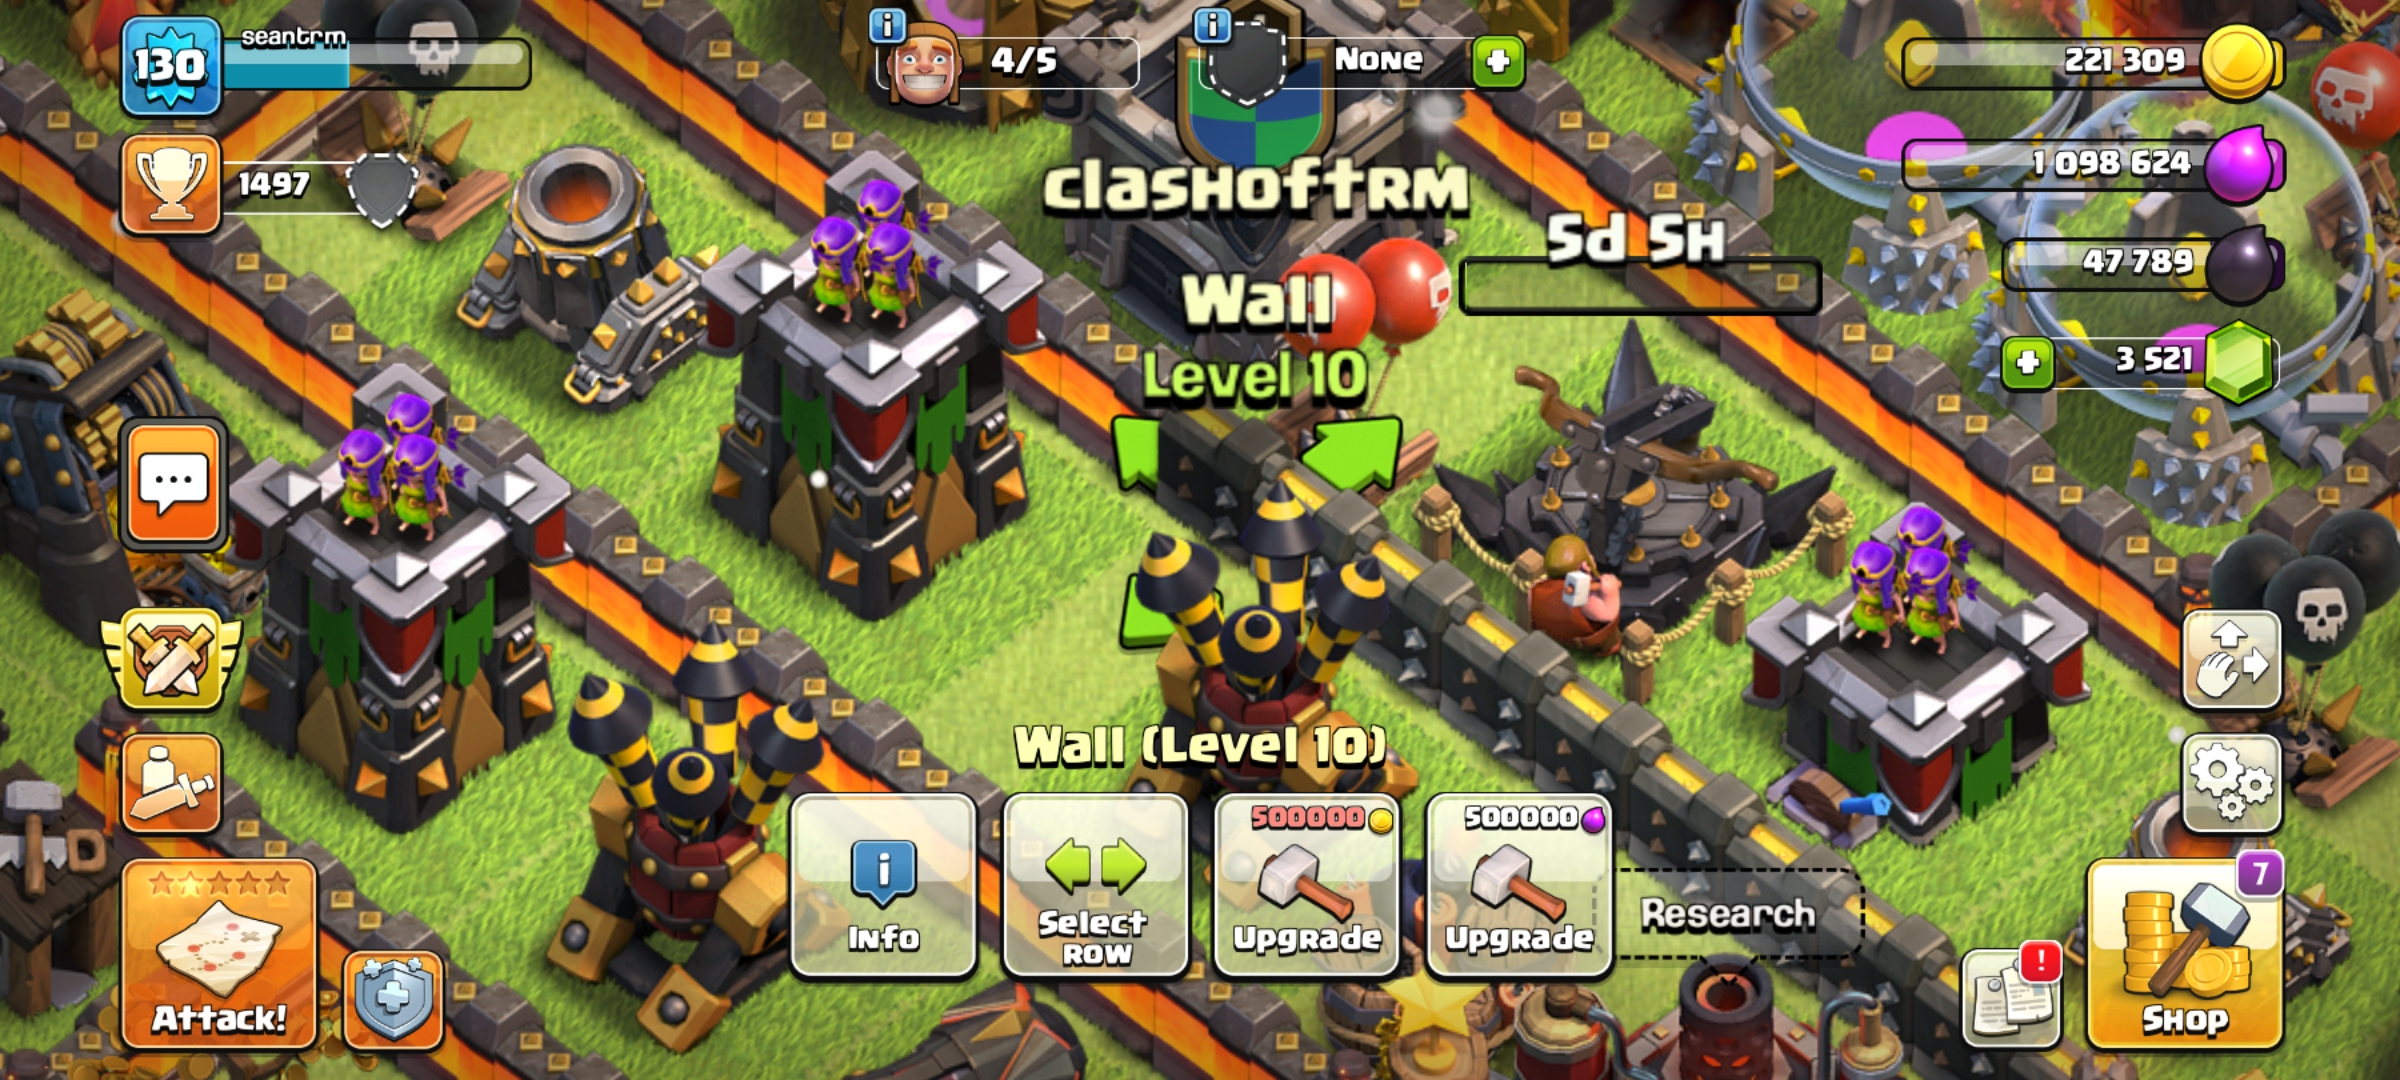 130
seantrm
4/5
None
221 309
1497
1 098 624
clashoftRM
5d 5H
47 789
Wall
Level 10
3 521
Wall (Level 10)
Info
Select
row
500000
Upgrade
500000
Upgrade
Research
7
Attack!
!
Shop